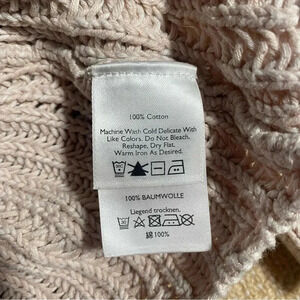 100% Cotton
Machine Wash Cold Delicate With
Like Colors. Do Not Bleach.
Reshape, Dry Flat.
Warm Iron As Desired.
100% BAUMWOLLE
Liegend trocknen.
綿100%